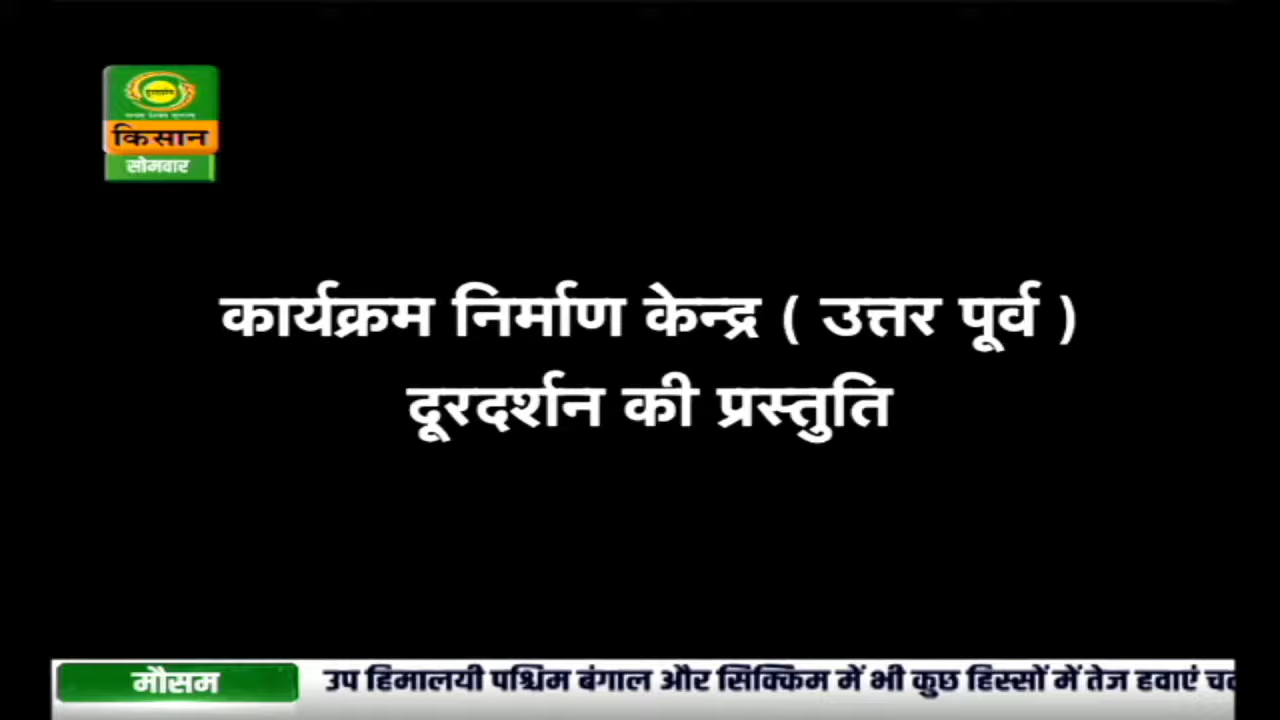 किसान
सोमवार
कार्यक्रम निर्माण केन्द्र ( उत्तर पूर्व )
दूरदर्शन की प्रस्तुति
मौसम
उप हिमालयी पश्चिम बंगाल और सिक्किम में भी कुछ हिस्सों में तेज हवाएं